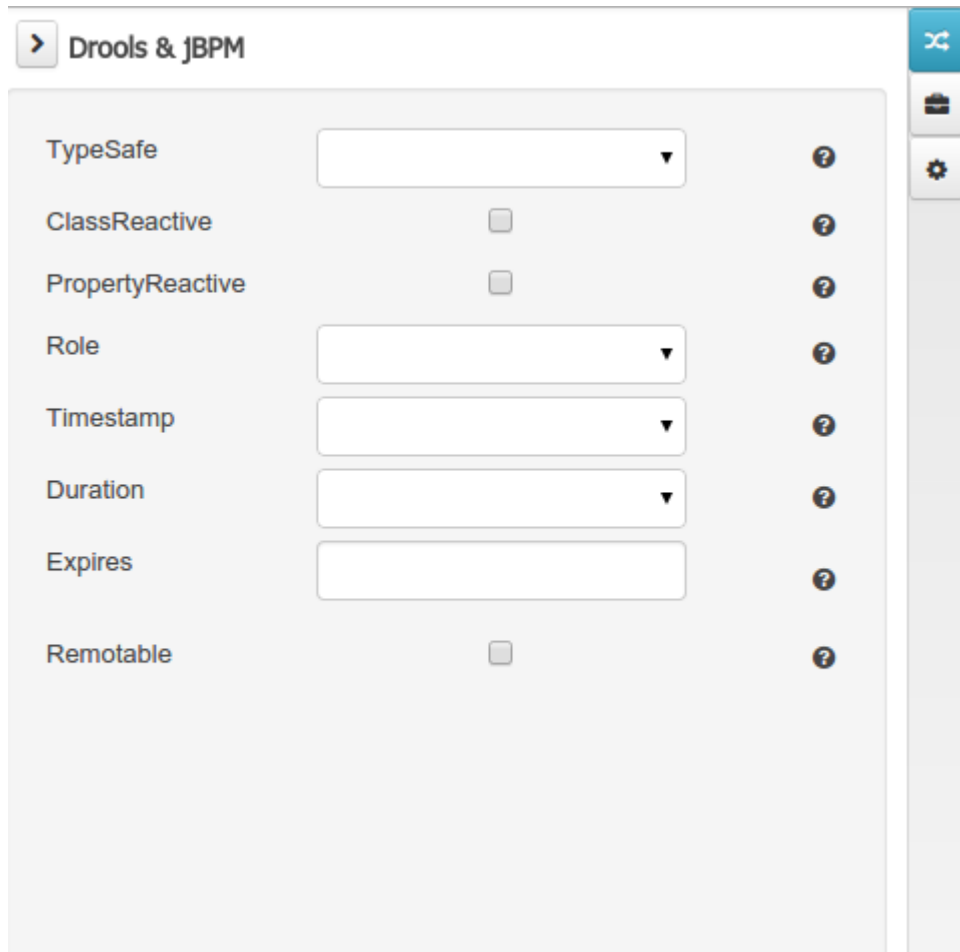 Drools & jBPM
TypeSafe
ClassReactive
PropertyReactive
Role
Timestamp
Duration
Expires
Remotable